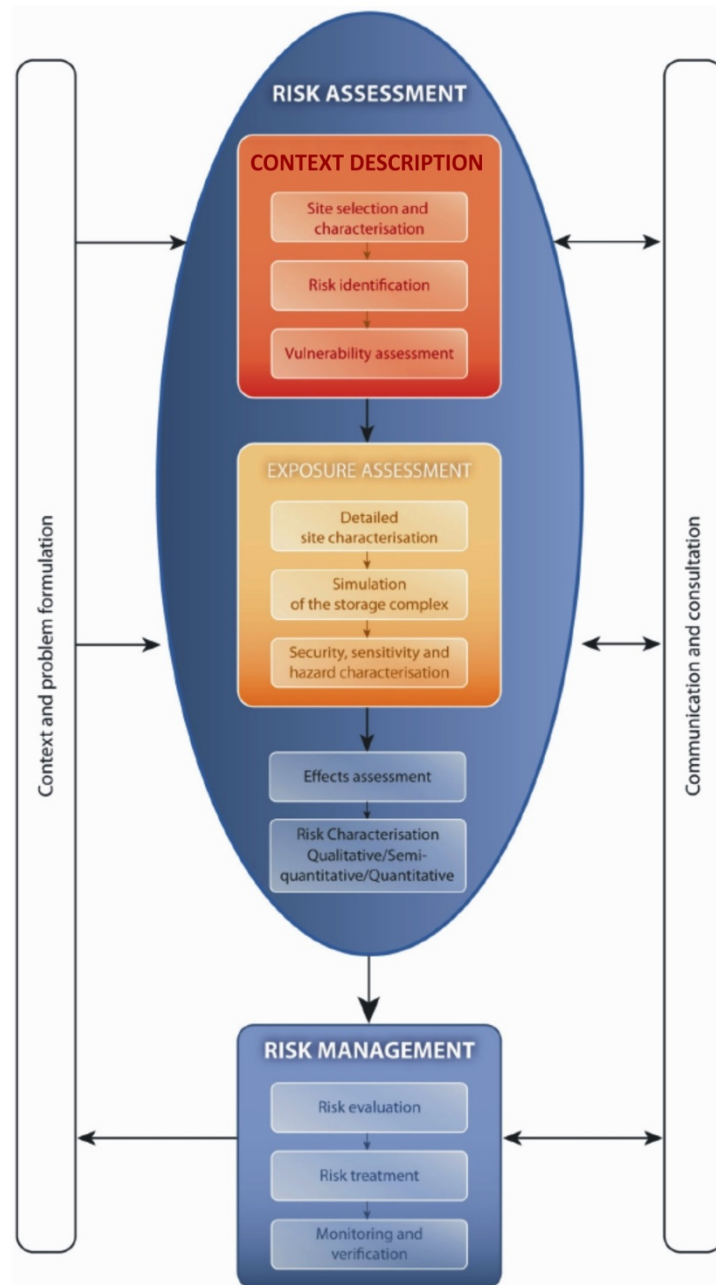 RISK ASSESSMENT
CONTEXT DESCRIPTION
Site selection and
characterisation
Risk identification
Vulnerability assessment
EXPOSURE ASSESSMENT
Detailed
site characterisation
Simulation
of the storage complex
Security, sensitivity and
hazard characterisation
Effects assessment
Risk Characterisation
Qualitative/Semi-
quantitative/Quantitative
RISK MANAGEMENT
Risk evaluation
Risk treatment
Monitoring and
verification
Context and problem formulation
Communication and consultation